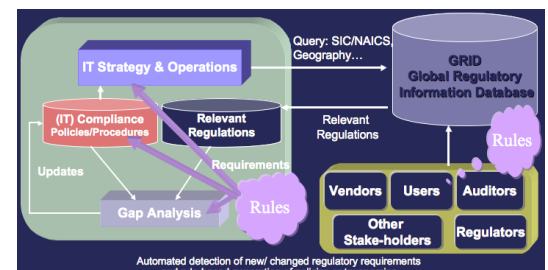 Query: SIC/NAICS,
Geography...
IT Strategy & Operations
GRID
Global Regulatory
Information Database
(IT) Compliance
Policies/Procedures
Relevant
Regulations
Relevant
Regulations
Rules
Updates
Requirements
Rules
Gap Analysis
Vendors
Users
Auditors
Other
Stake-holders
Regulators
Automated detection of new/ changed regulatory requirements